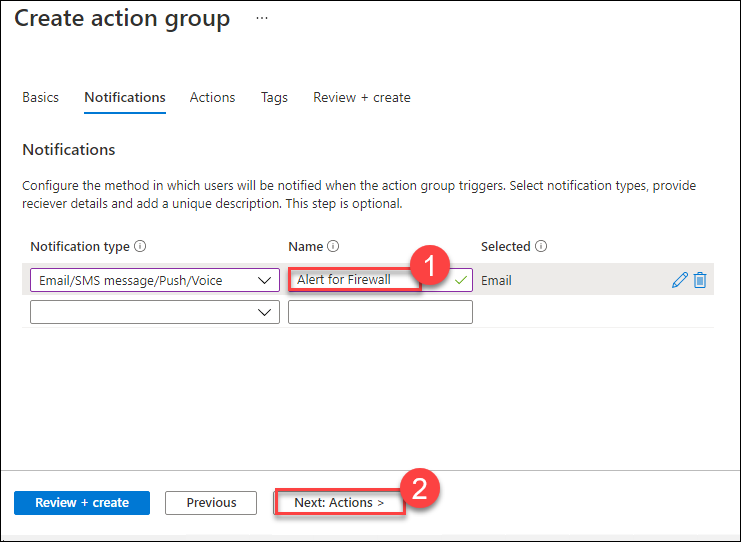 Create action group ...
Basics Notifications Actions Tags Review + create
Notifications
Configure the method in which users will be notified when the action group triggers. Select notification types, provide
reciever details and add a unique description. This step is optional.
Notification type Name Selected
1
Email/SMS message/Push/Voice Alert for Firewall Email
2
Review + create Previous Next: Actions >